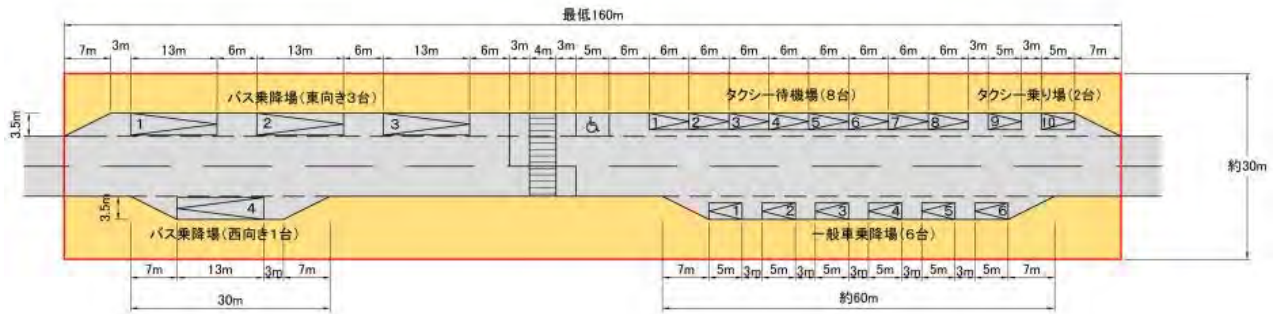 最低160m
7m 3m 13m 6m 13m 6m 13m 6m 3m 4m 3m 5m 6m 6m 6m 6m 6m 6m 6m 6m 6m 3m 5m 3m 5m 7m
バス乗降場(東向き3台) タクシー待機場(8台) タクシー乗り場(2台)
3.5m
1 2 3 1 2 3 4 5 6 7 8 9 10
約30m
3.5m
4 1 2 3 4 5 6
バス乗降場(西向き1台) 一般車乗降場(6台)
7m 13m 3m 7m 7m 5m 3m 5m 3m 5m 3m 5m 3m 5m 3m 5m 7m
30m 約60m